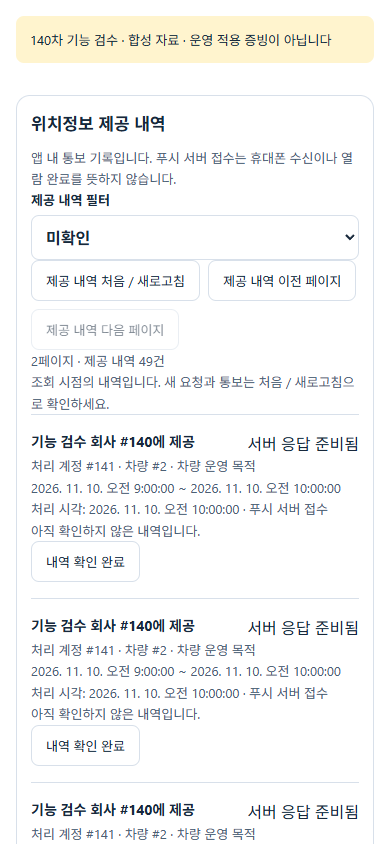 140차 기능 검수 · 합성 자료 · 운영 적용 증빙이 아닙니다
위치정보 제공 내역
앱 내 통보 기록입니다. 푸시 서버 접수는 휴대폰 수신이나 열
람 완료를 뜻하지 않습니다.
제공 내역 필터
미확인
제공 내역 처음 / 새로고침
제공 내역 이전 페이지
제공 내역 다음 페이지
2페이지 · 제공 내역 49건
조회 시점의 내역입니다. 새 요청과 통보는 처음 / 새로고침으
로 확인하세요.
기능 검수 회사 #140에 제공
서버 응답 준비됨
처리 계정 #141 · 차량 #2 · 차량 운영 목적
2026. 11. 10. 오전 9:00:00 ~ 2026. 11. 10. 오전 10:00:00
처리 시각: 2026. 11. 10. 오전 10:00:00 · 푸시 서버 접수
아직 확인하지 않은 내역입니다.
내역 확인 완료
기능 검수 회사 #140에 제공
서버 응답 준비됨
처리 계정 #141 · 차량 #2 · 차량 운영 목적
2026. 11. 10. 오전 9:00:00 ~ 2026. 11. 10. 오전 10:00:00
처리 시각: 2026. 11. 10. 오전 10:00:00 · 푸시 서버 접수
아직 확인하지 않은 내역입니다.
내역 확인 완료
기능 검수 회사 #140에 제공
서버 응답 준비됨
처리 계정 #141 · 차량 #2 · 차량 운영 목적